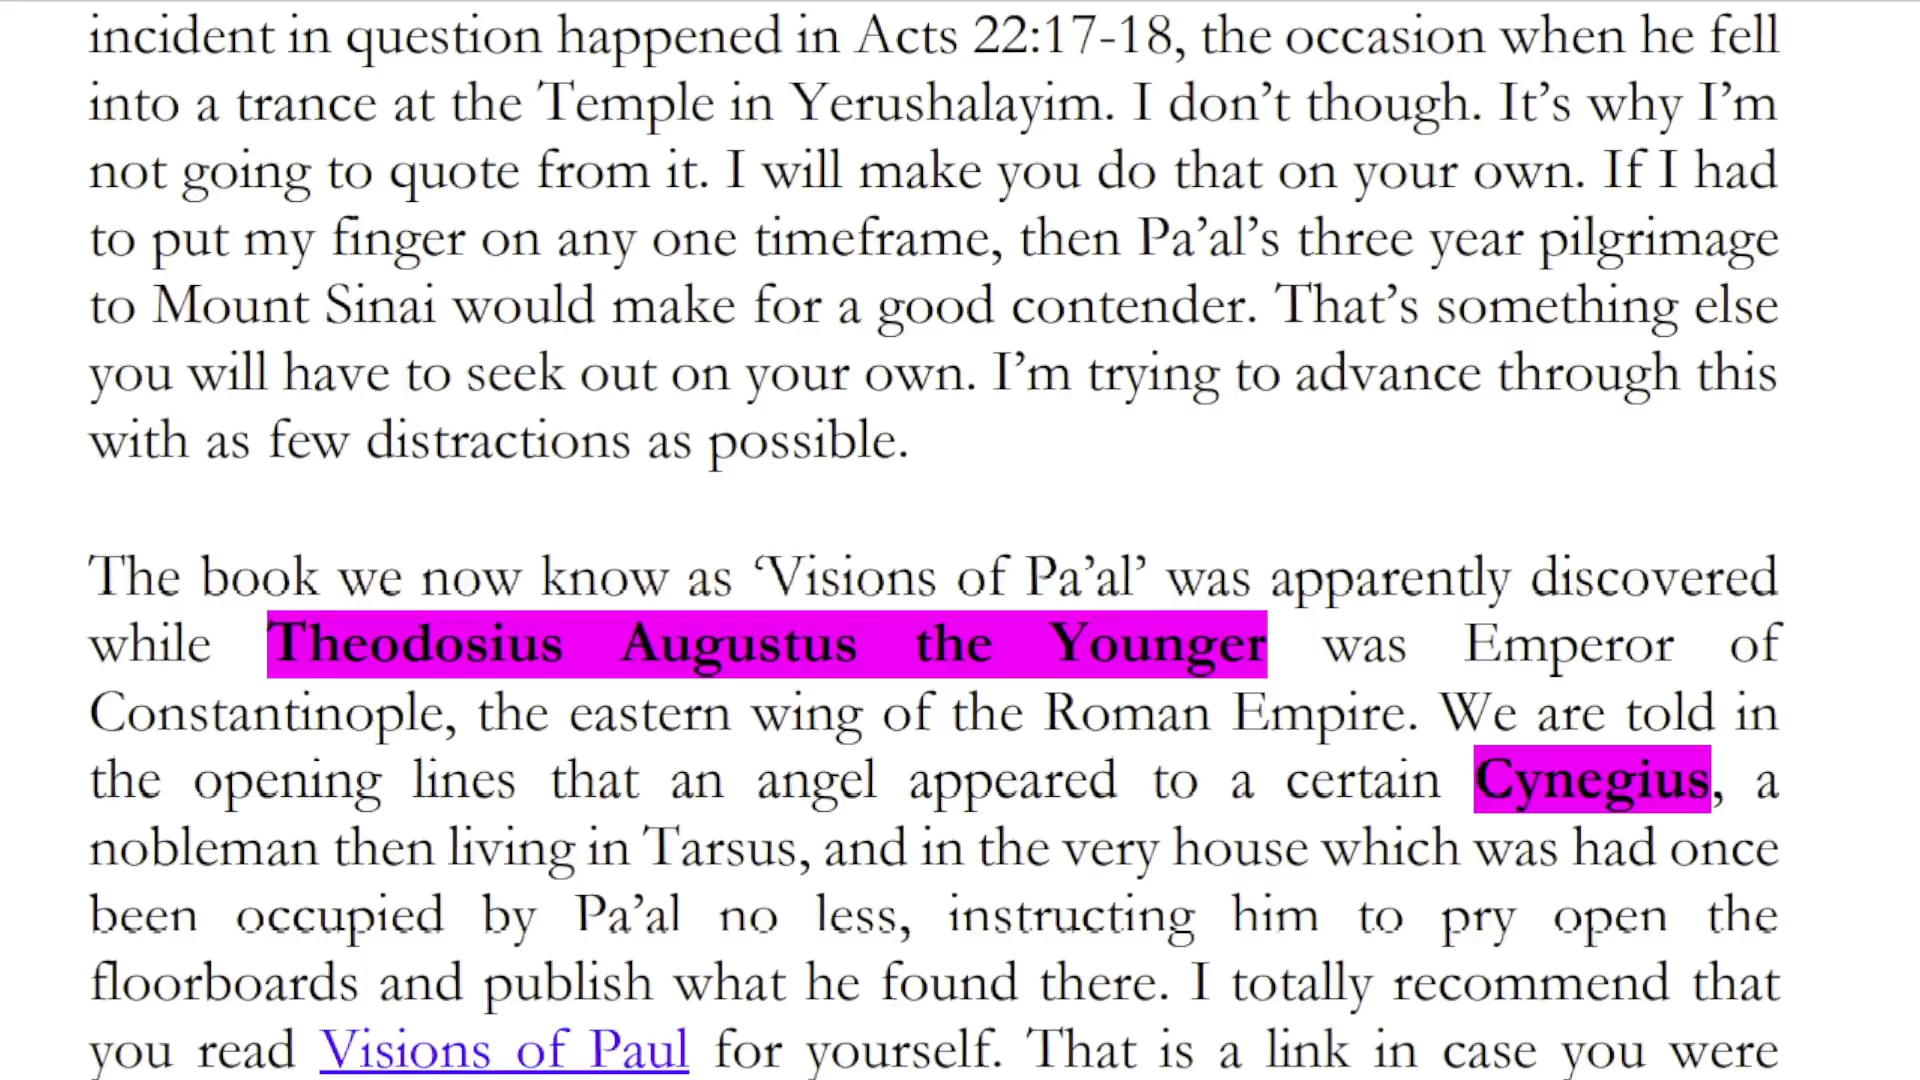 incident in question happened in Acts 22:17-18, the occasion when he fell
into a trance at the Temple in Yerushalayim. I don’t though. It’s why I’m
not going to quote from it. I will make you do that on your own. If I had
to put my finger on any one timeframe, then Pa’al’s three year pilgrimage
to Mount Sinai would make for a good contender. That’s something else
you will have to seek out on your own. I’m trying to advance through this
with as few distractions as possible.
The book we now know as ‘Visions of Pa’al’ was apparently discovered
while Theodosius Augustus the Younger was Emperor of
Constantinople, the eastern wing of the Roman Empire. We are told in
the opening lines that an angel appeared to a certain Cynegius, a
nobleman then living in Tarsus, and in the very house which was had once
been occupied by Pa’al no less, instructing him to pry open the
floorboards and publish what he found there. I totally recommend that
you read Visions of Paul for yourself. That is a link in case you were